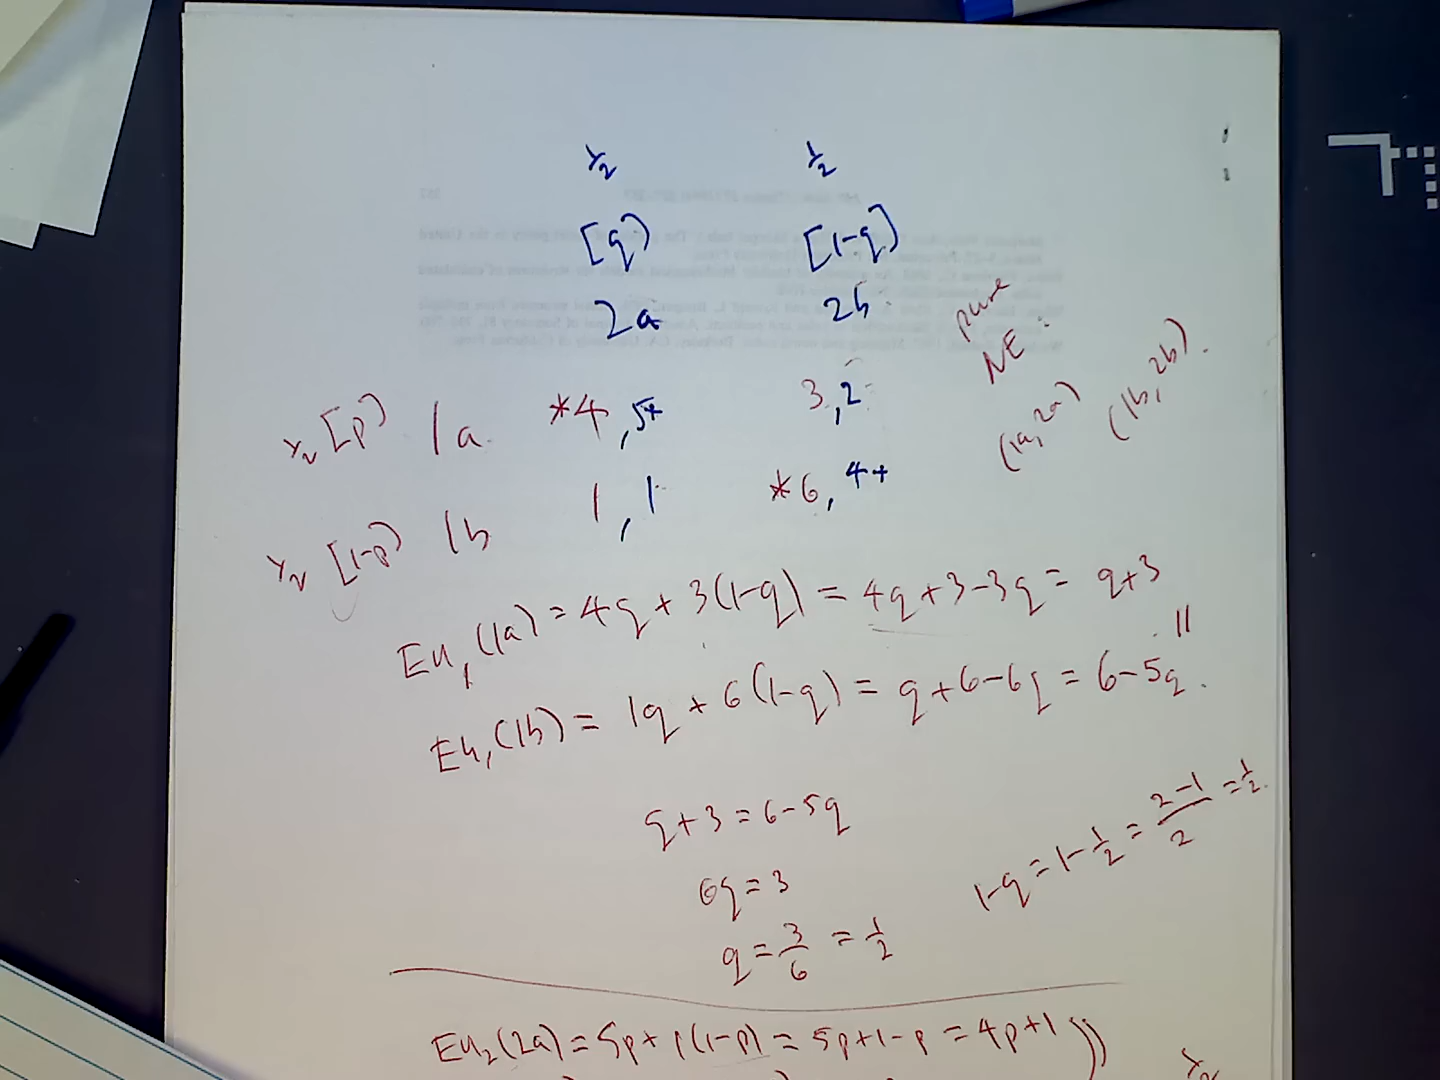 ½ ½
[q] [1-q]
2a 2b
pure
NE:
(1a, 2a) (1b, 2b).
½ [p] 1a *4, 5* 3, 2
½ [1-p] 1b 1, 1 *6, 4+
Eu₁(1a) = 4q + 3(1-q) = 4q+3-3q = q+3
||
Eu₁(1b) = 1q + 6(1-q) = q+6-6q = 6-5q.
q+3 = 6-5q
6q = 3
q = 3/6 = ½
1-q = 1-½ = 2-1/2 = ½.
Eu₂(2a) = 5p + 1(1-p) = 5p+1-p = 4p+1